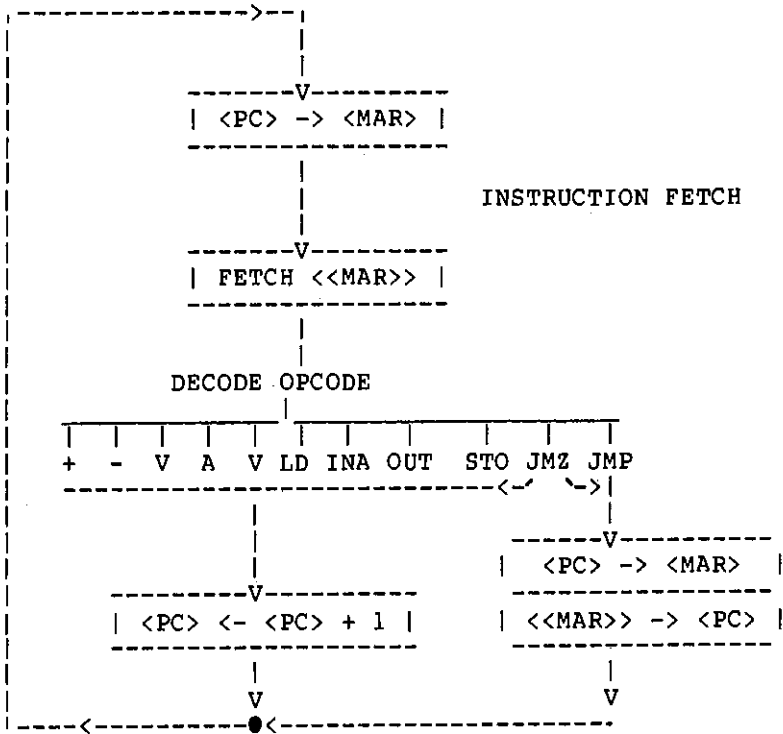 <PC> -> <MAR>
INSTRUCTION FETCH
FETCH <<MAR>>
DECODE OPCODE
+ - V A V LD INA OUT STO JMZ JMP
<PC> -> <MAR>
<PC> <- <PC> + 1 <<MAR>> -> <PC>